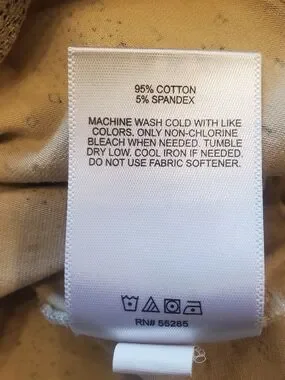 95% COTTON
5% SPANDEX
MACHINE WASH COLD WITH LIKE
COLORS. ONLY NON-CHLORINE
BLEACH WHEN NEEDED. TUMBLE
DRY LOW. COOL IRON IF NEEDED.
DO NOT USE FABRIC SOFTENER.
RN# 56285